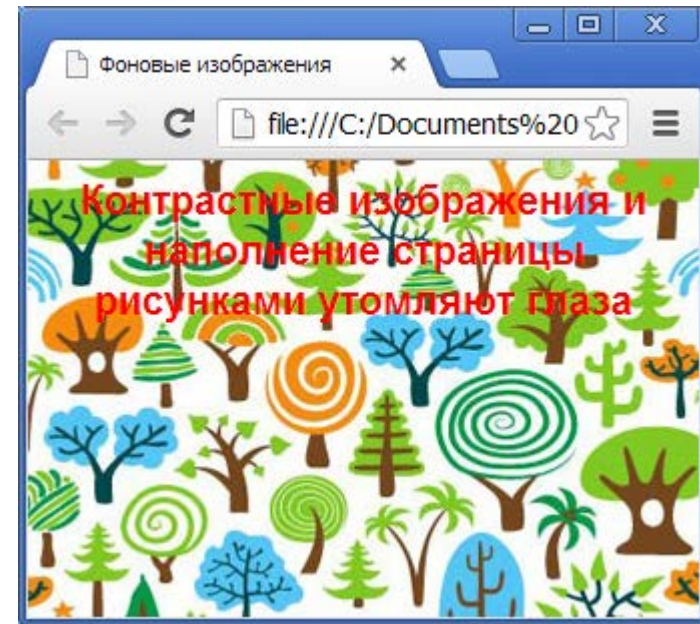 Фоновые изображения
file:///C:/Documents%20
Контрастные изображения и
наполнение страницы
рисунками утомляют глаза